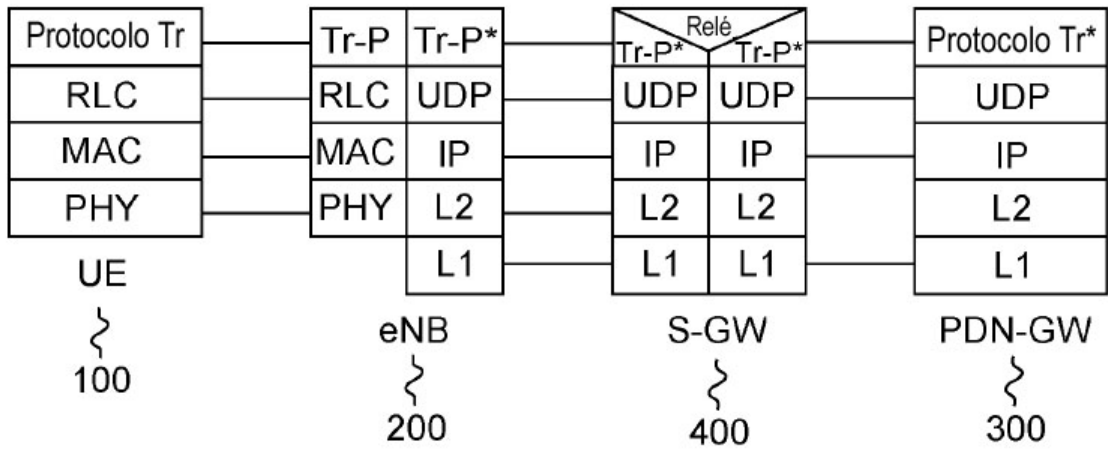 Protocolo Tr Tr-P Tr-P* Relé Protocolo Tr*
Tr-P* Tr-P*
RLC RLC UDP UDP UDP UDP
MAC MAC IP IP IP IP
PHY PHY L2 L2 L2 L2
L1 L1 L1 L1
UE eNB S-GW PDN-GW
100 200 400 300